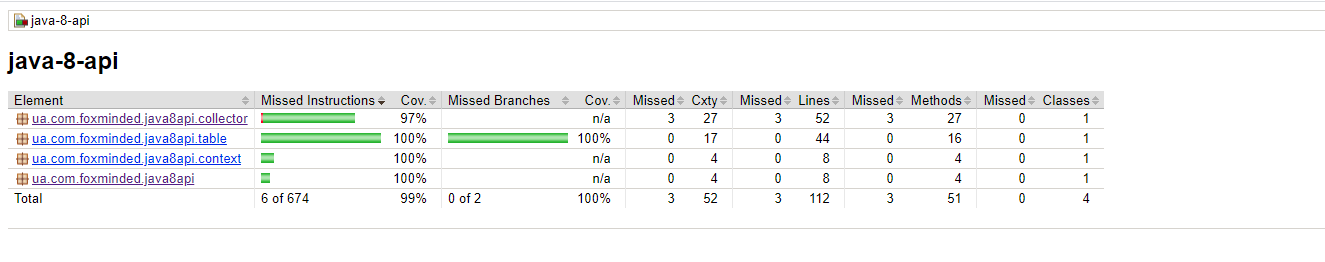 java-8-api
java-8-api
Element Missed Instructions Cov. Missed Branches Cov. Missed Cxty Missed Lines Missed Methods Missed Classes
ua.com.foxminded.java8api.collector 97% n/a 3 27 3 52 3 27 0 1
ua.com.foxminded.java8api.table 100% 100% 0 17 0 44 0 16 0 1
ua.com.foxminded.java8api.context 100% n/a 0 4 0 8 0 4 0 1
ua.com.foxminded.java8api 100% n/a 0 4 0 8 0 4 0 1
Total 6 of 674 99% 0 of 2 100% 3 52 3 112 3 51 0 4